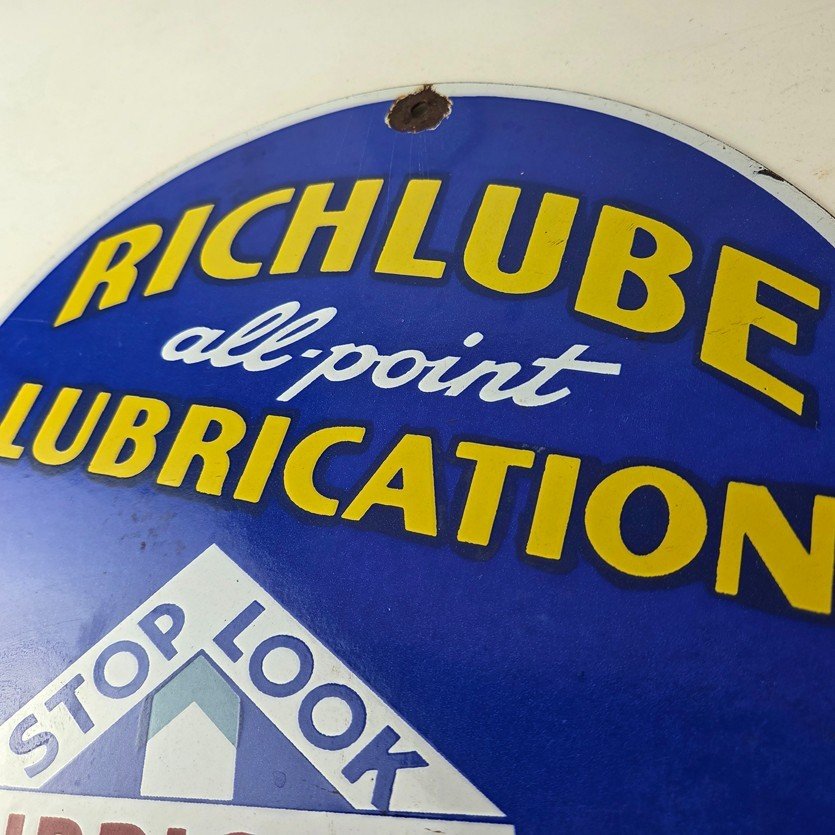 RICHLUBE
all-point
LUBRICATION
STOP LOOK